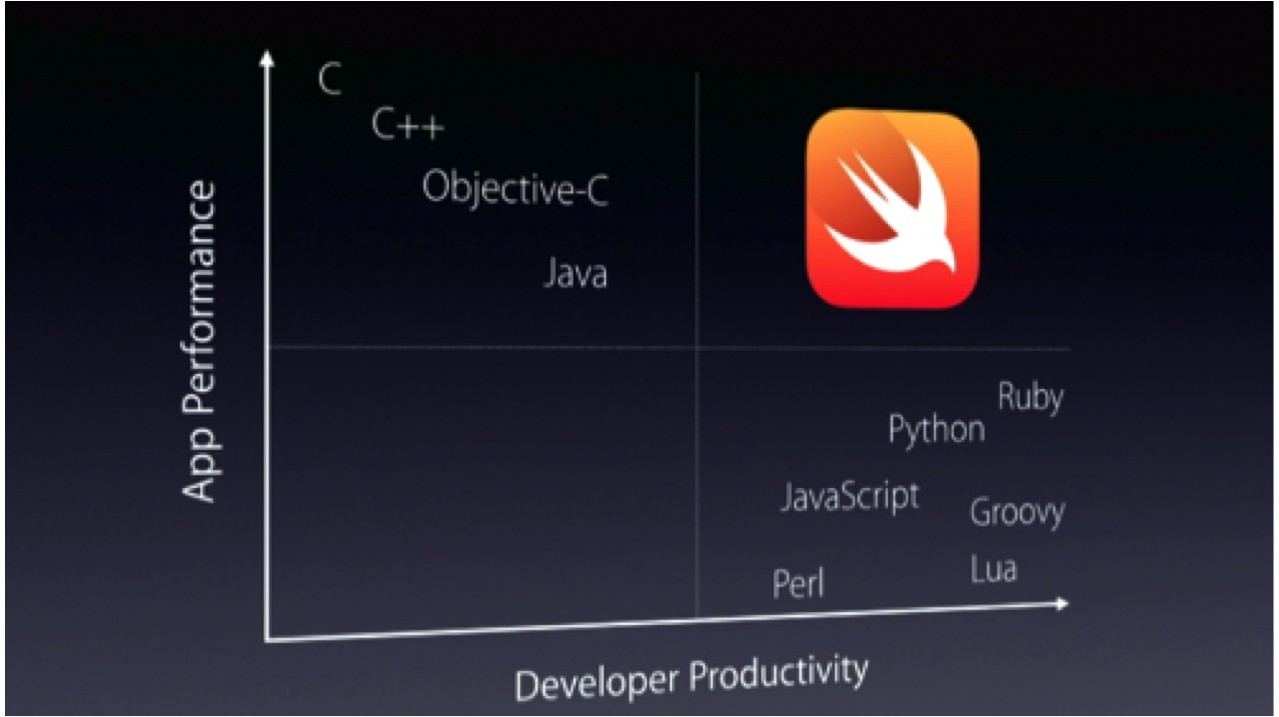 C
C++
Objective-C
Java
App Performance
Ruby
Python
JavaScript
Groovy
Lua
Perl
Developer Productivity